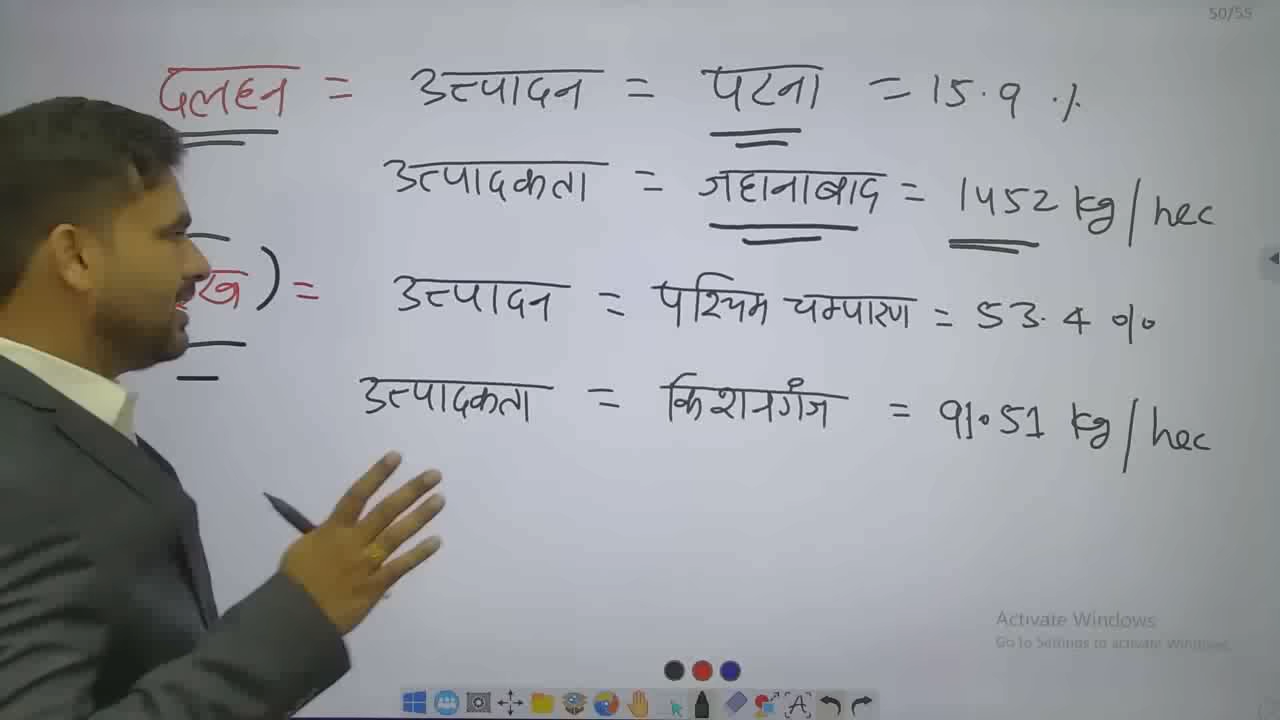 50/55
दलहन = उत्पादन = पटना = 15.9 %
उत्पादकता = जहानाबाद = 1452 kg/hec
) = उत्पादन = पश्चिम चम्पारण = 53.4 %
उत्पादकता = किशनगंज = 91.51 kg/hec
Activate Windows
Go to Settings to activate Windows.